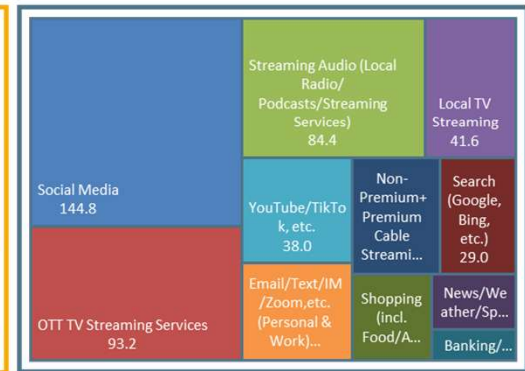 Social Media
144.8
OTT TV Streaming Services
93.2
Streaming Audio (Local
Radio/
Podcasts/Streaming
Services)
84.4
Local TV
Streaming
41.6
YouTube/TikTo
k, etc.
38.0
Non-
Premium+
Premium
Cable
Streami...
Search
(Google,
Bing,
etc.)
29.0
Email/Text/IM
/Zoom,etc.
(Personal &
Work)...
Shopping
(incl.
Food/A...
News/We
ather/Sp...
Banking/...